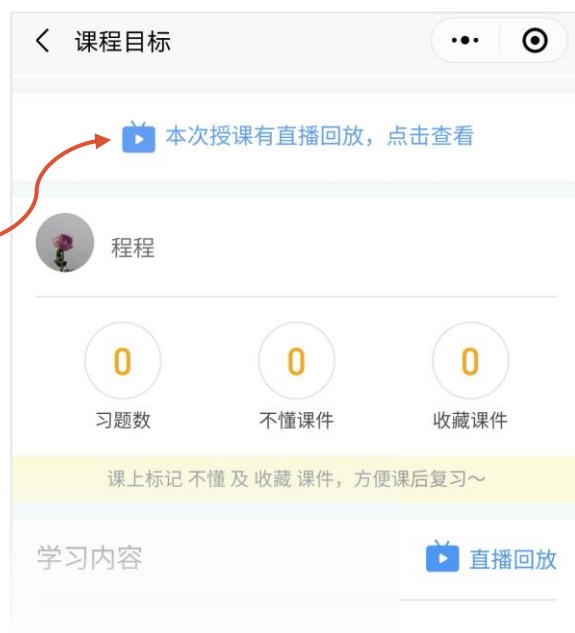 课程目标
本次授课有直播回放，点击查看
程程
0 0 0
习题数 不懂课件 收藏课件
课上标记 不懂 及 收藏 课件，方便课后复习～
学习内容 直播回放